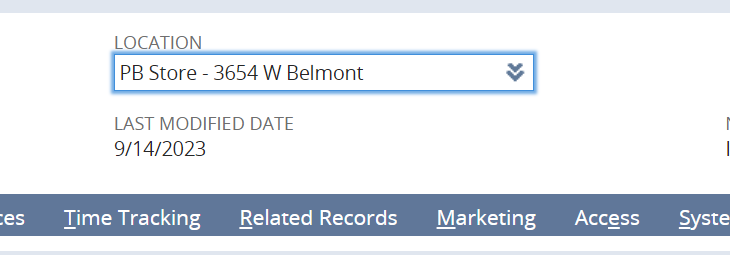 LOCATION
PB Store - 3654 W Belmont
LAST MODIFIED DATE
9/14/2023
Time Tracking Related Records Marketing Access